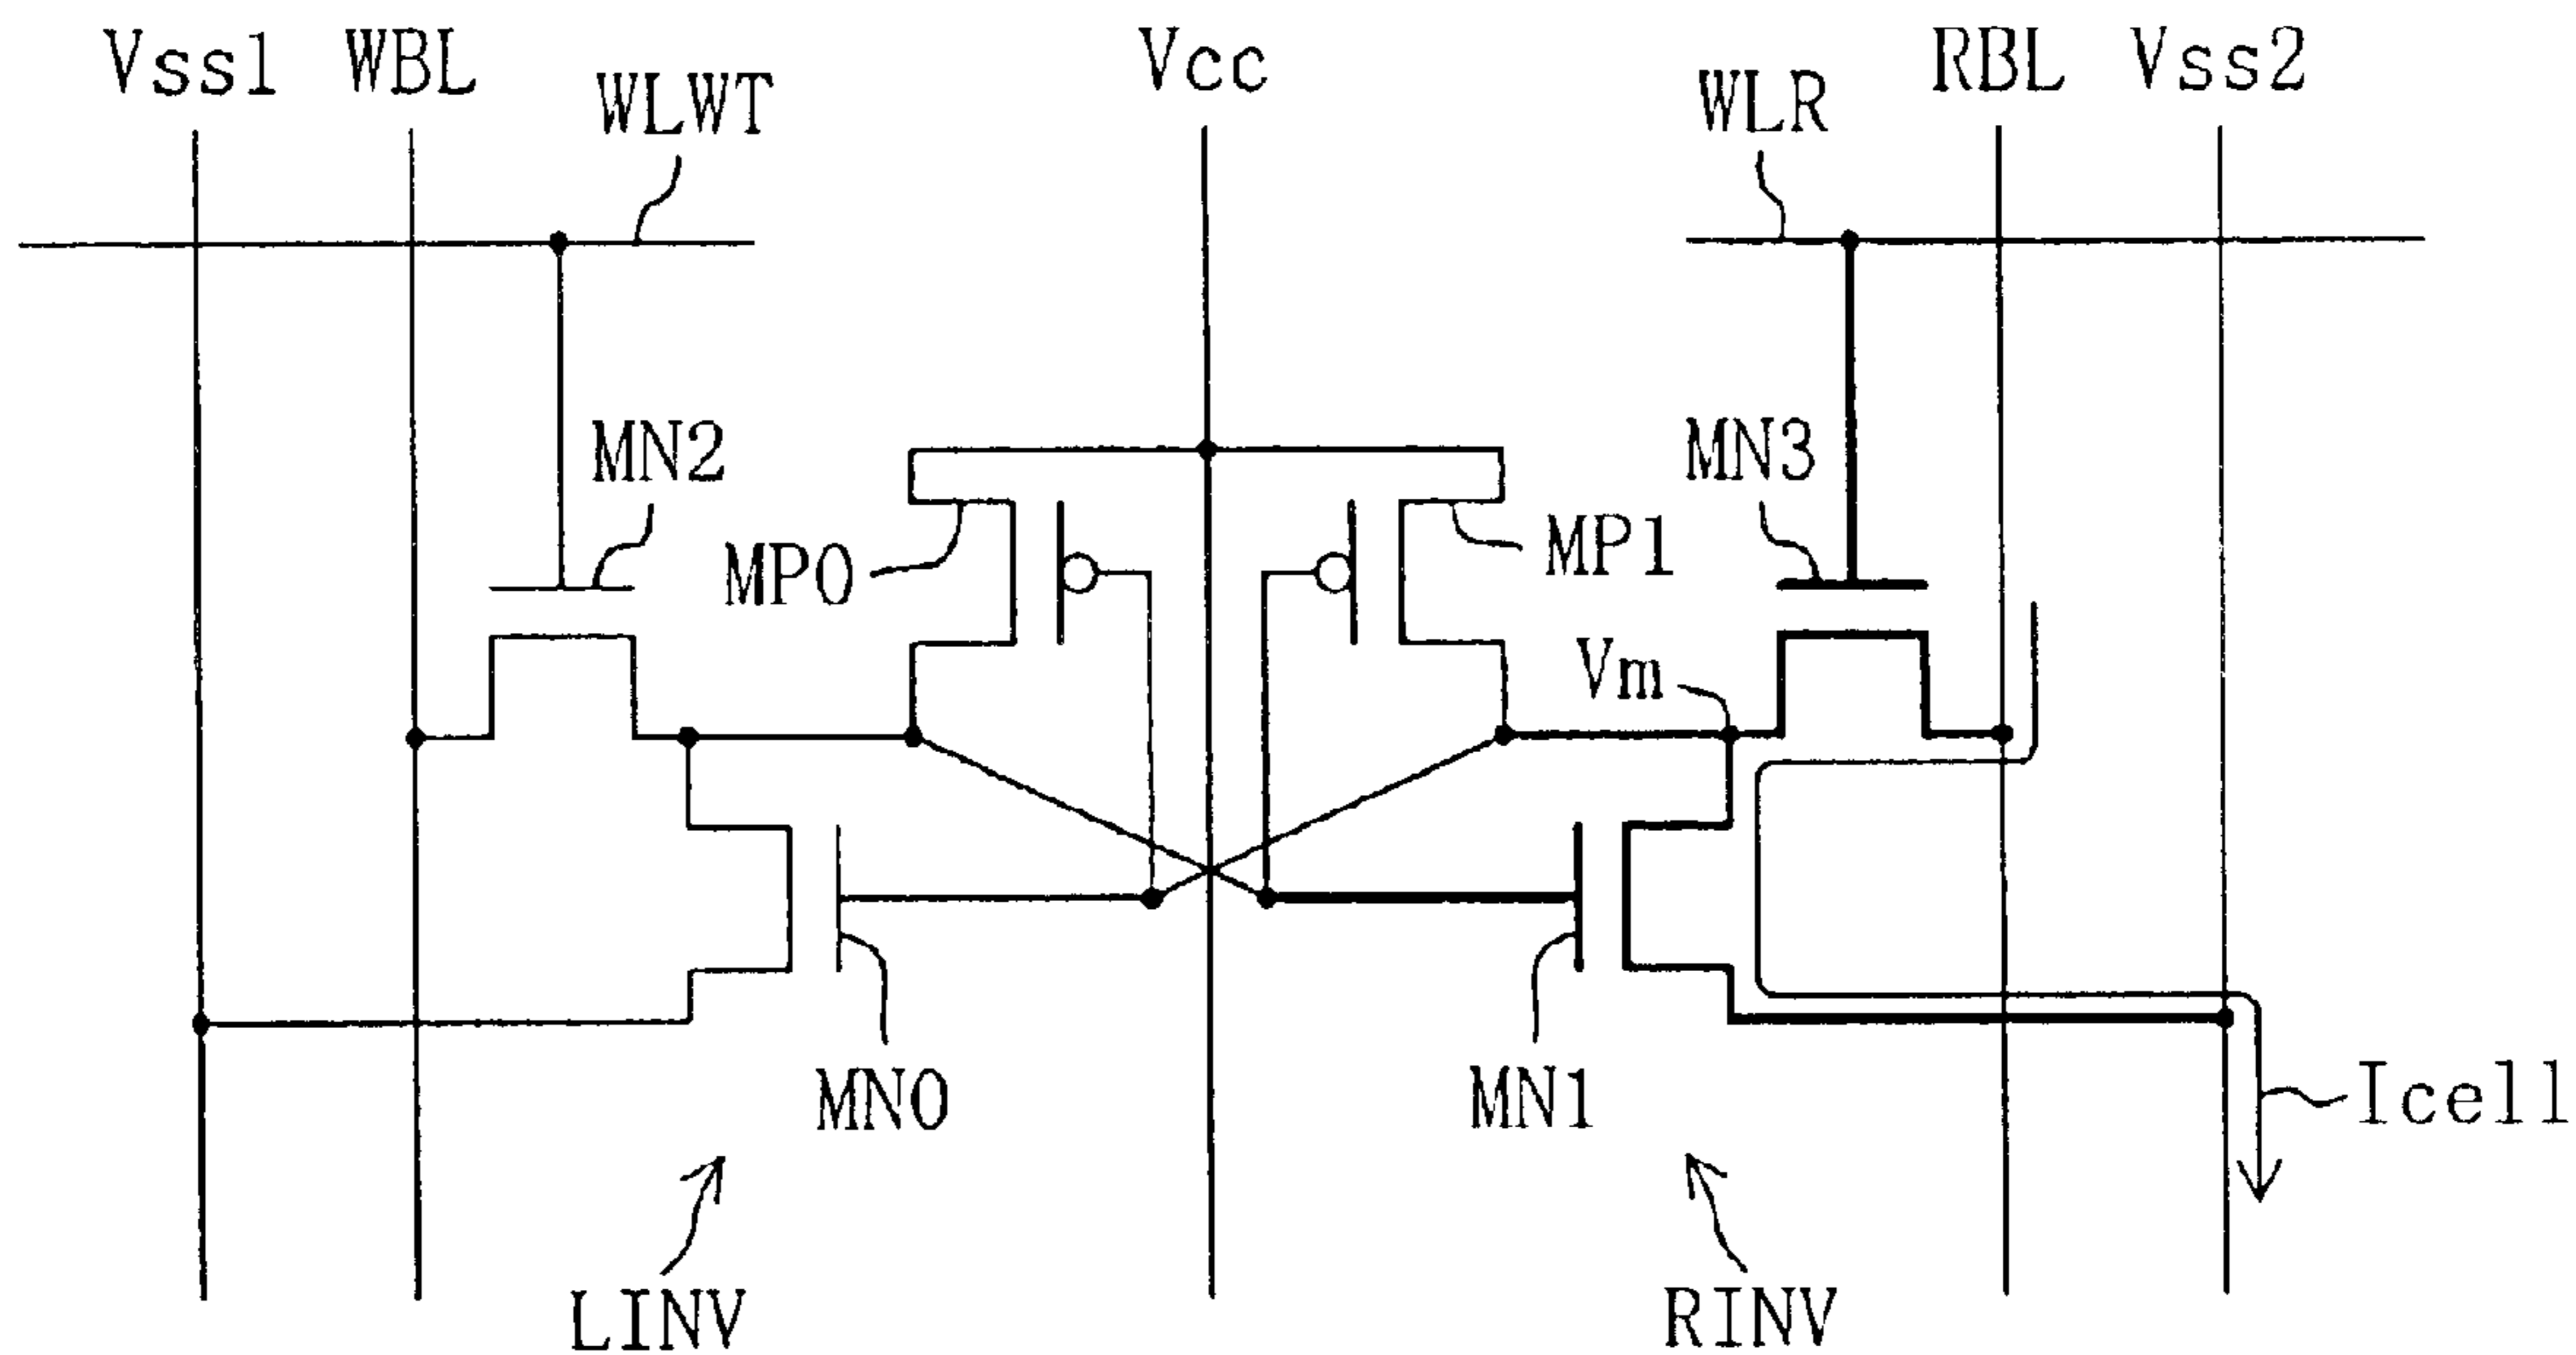 Vss1 WBL Vcc RBL Vss2
WLWT WLR
MN2 MN3
MP0 MP1
Vm
MN0 MN1 Icell
LINV RINV